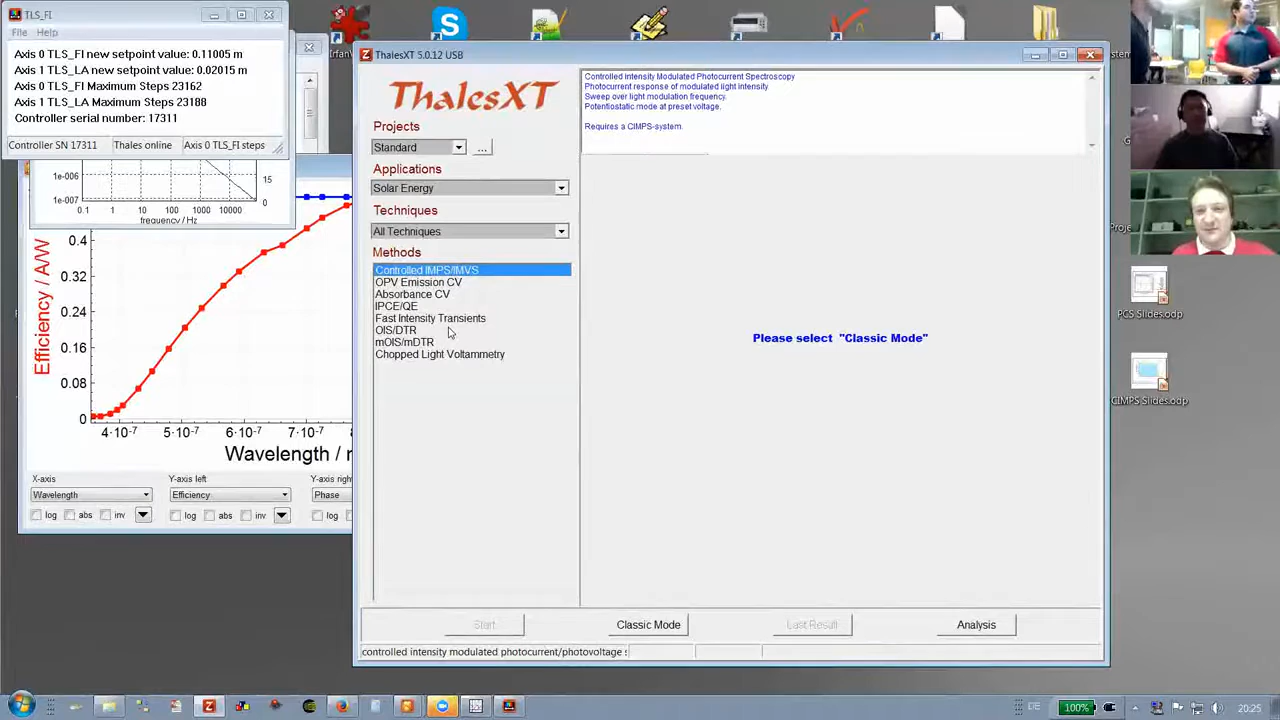 TLS_FI
File Help
Axis 0 TLS_FI new setpoint value: 0.11005 m
Axis 1 TLS_LA new setpoint value: 0.02015 m
Axis 0 TLS_FI Maximum Steps 23162
Axis 1 TLS_LA Maximum Steps 23188
Controller serial number: 17311
Controller SN 17311 Thales online Axis 0 TLS_FI steps
1e-006
1e-007
15
0
0.1 1 10 100 1000 10000
frequency / Hz
Efficiency / A/W
0.4
0.32
0.24
0.16
0.08
0
4·10⁻⁷ 5·10⁻⁷ 6·10⁻⁷ 7·10⁻⁷
Wavelength /
X-axis Y-axis left Y-axis righ
Wavelength Efficiency Phase
log abs inv log abs inv log
ThalesXT 5.0.12 USB
ThalesXT
Projects
Standard ...
Applications
Solar Energy
Techniques
All Techniques
Methods
Controlled IMPS/IMVS
OPV Emission CV
Absorbance CV
IPCE/QE
Fast Intensity Transients
OIS/DTR
mOIS/mDTR
Chopped Light Voltammetry
Controlled intensity Modulated Photocurrent Spectroscopy
Photocurrent response of modulated light intensity
Sweep over light modulation frequency.
Potentiostatic mode at preset voltage.
Requires a CIMPS-system.
Please select "Classic Mode"
Start Classic Mode Last Result Analysis
controlled intensity modulated photocurrent/photovoltage
PCS Slides.odp
CIMPS Slides.odp
100% DE 20:25